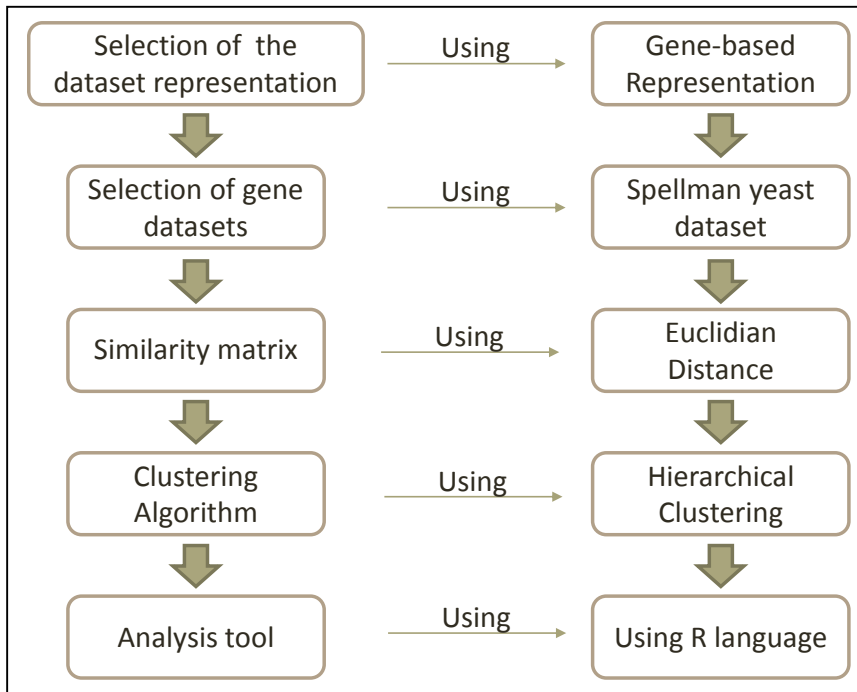 Selection of the
dataset representation
Using
Gene-based
Representation
Selection of gene
datasets
Using
Spellman yeast
dataset
Similarity matrix
Using
Euclidian
Distance
Clustering
Algorithm
Using
Hierarchical
Clustering
Analysis tool
Using
Using R language